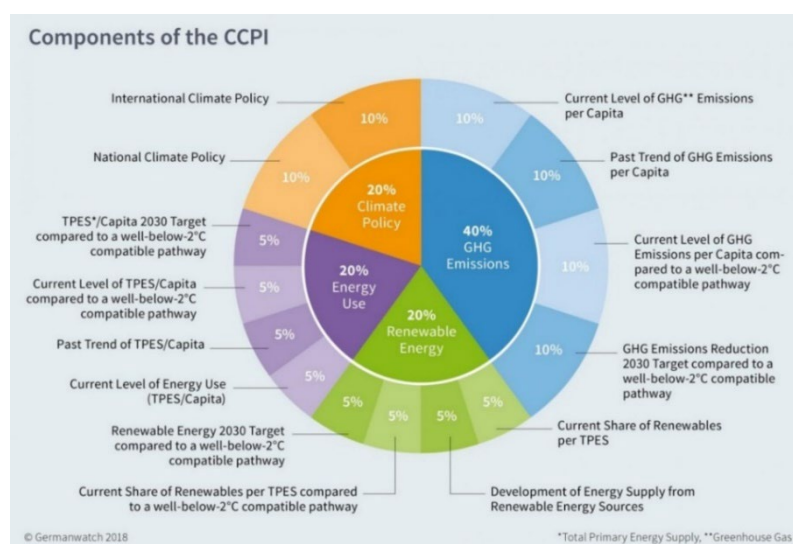 Components of the CCPI
International Climate Policy
National Climate Policy
TPES*/Capita 2030 Target
compared to a well-below-2°C
compatible pathway
Current Level of TPES/Capita
compared to a well-below-2°C
compatible pathway
Past Trend of TPES/Capita
Current Level of Energy Use
(TPES/Capita)
Renewable Energy 2030 Target
compared to a well-below-2°C
compatible pathway
Current Share of Renewables per TPES compared
to a well-below-2°C compatible pathway
10%
10%
5%
5%
5%
5%
5%
5%
5%
5%
10%
10%
10%
10%
20%
Climate
Policy
40%
GHG
Emissions
20%
Energy
Use
20%
Renewable
Energy
Current Level of GHG** Emissions
per Capita
Past Trend of GHG Emissions
per Capita
Current Level of GHG
Emissions per Capita com-
pared to a well-below-2°C
compatible pathway
GHG Emissions Reduction
2030 Target compared to a
well-below-2°C compatible
pathway
Current Share of Renewables
per TPES
Development of Energy Supply from
Renewable Energy Sources
© Germanwatch 2018
*Total Primary Energy Supply, **Greenhouse Gas